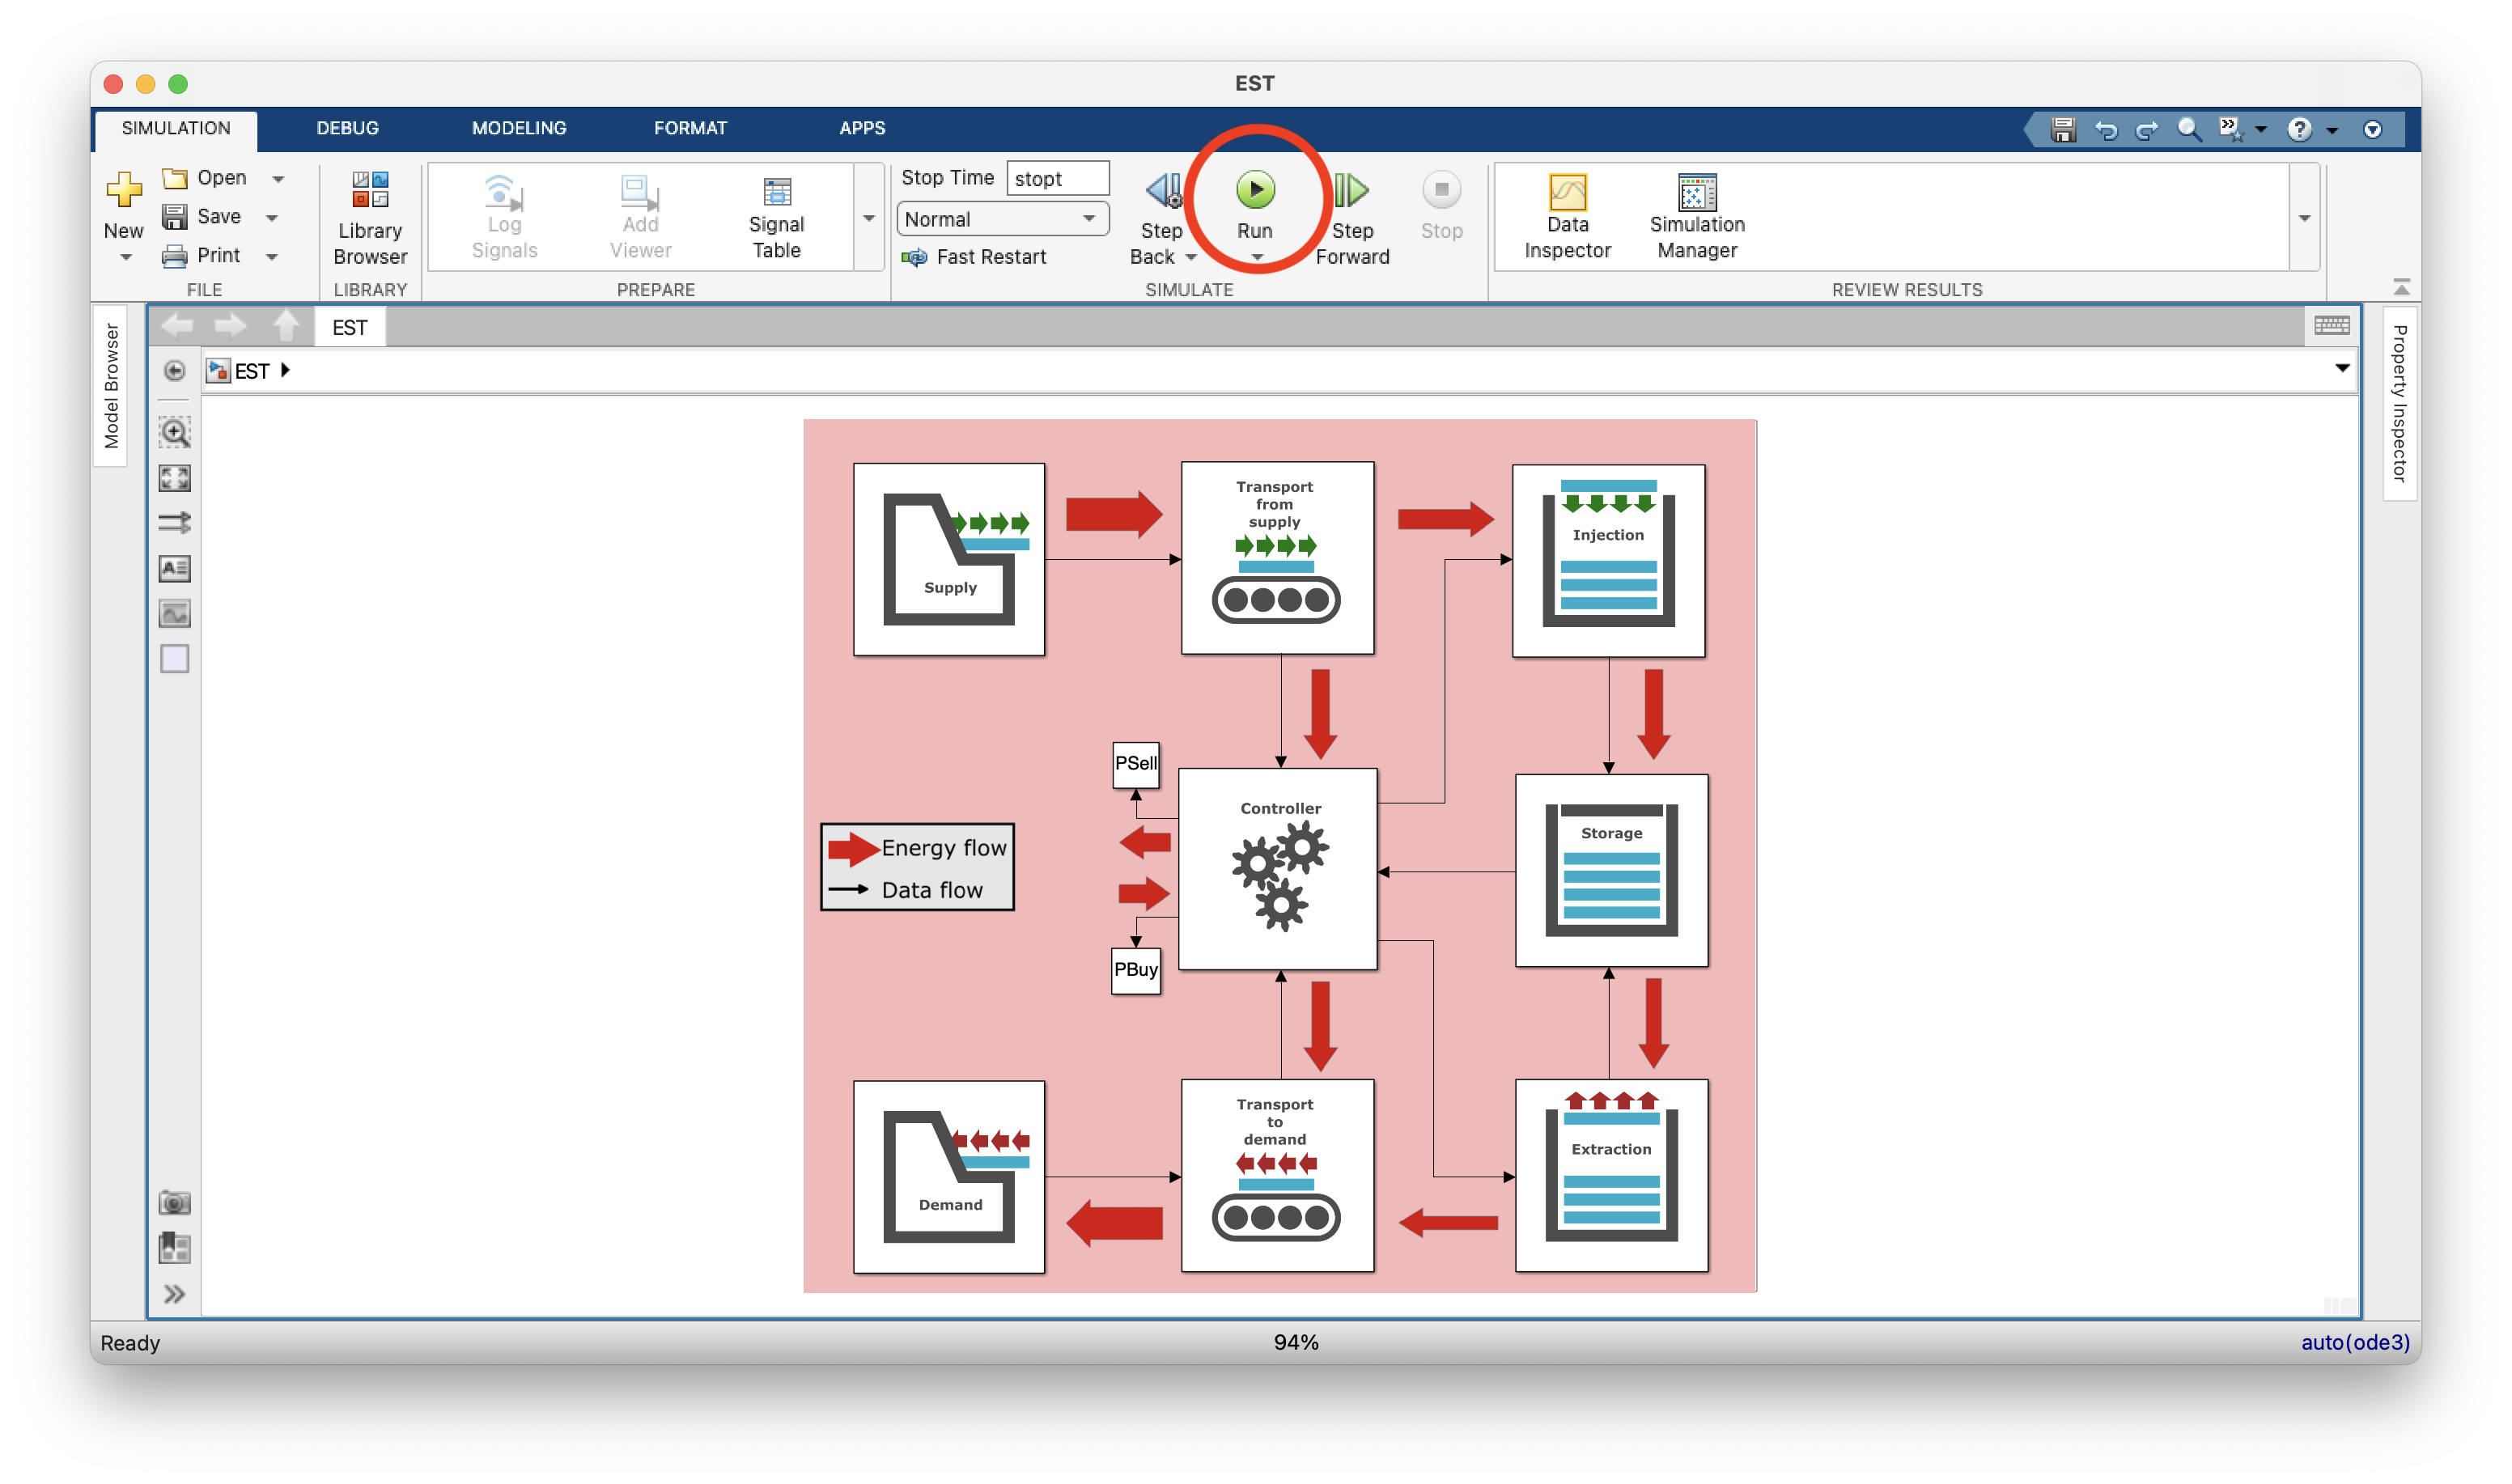 EST
SIMULATION
DEBUG
MODELING
FORMAT
APPS
New
Open
Save
Print
FILE
Library
Browser
LIBRARY
Log
Signals
Add
Viewer
Signal
Table
PREPARE
Stop Time
stopt
Normal
Fast Restart
Step
Back
Run
Step
Forward
Stop
SIMULATE
Data
Inspector
Simulation
Manager
REVIEW RESULTS
Model Browser
Property Inspector
EST
EST
Supply
Transport
from
supply
Injection
PSell
Controller
Storage
Energy flow
Data flow
PBuy
Demand
Transport
to
demand
Extraction
Ready
94%
auto(ode3)